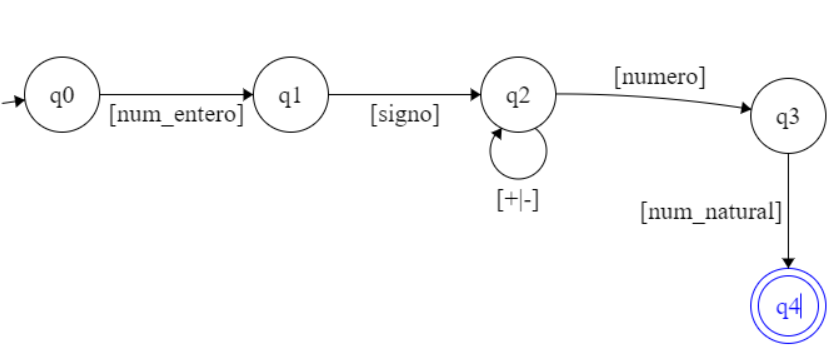 q0
[num_entero]
q1
[signo]
q2
[+|-]
[numero]
q3
[num_natural]
q4